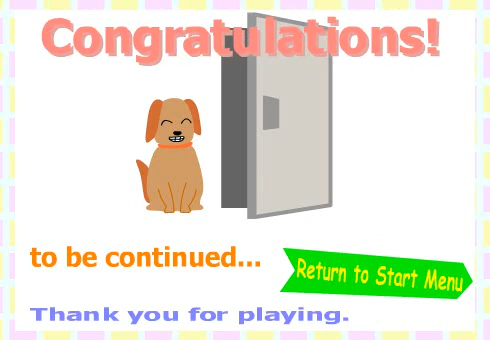 Congratulations!
to be continued...
Return to Start Menu
Thank you for playing.